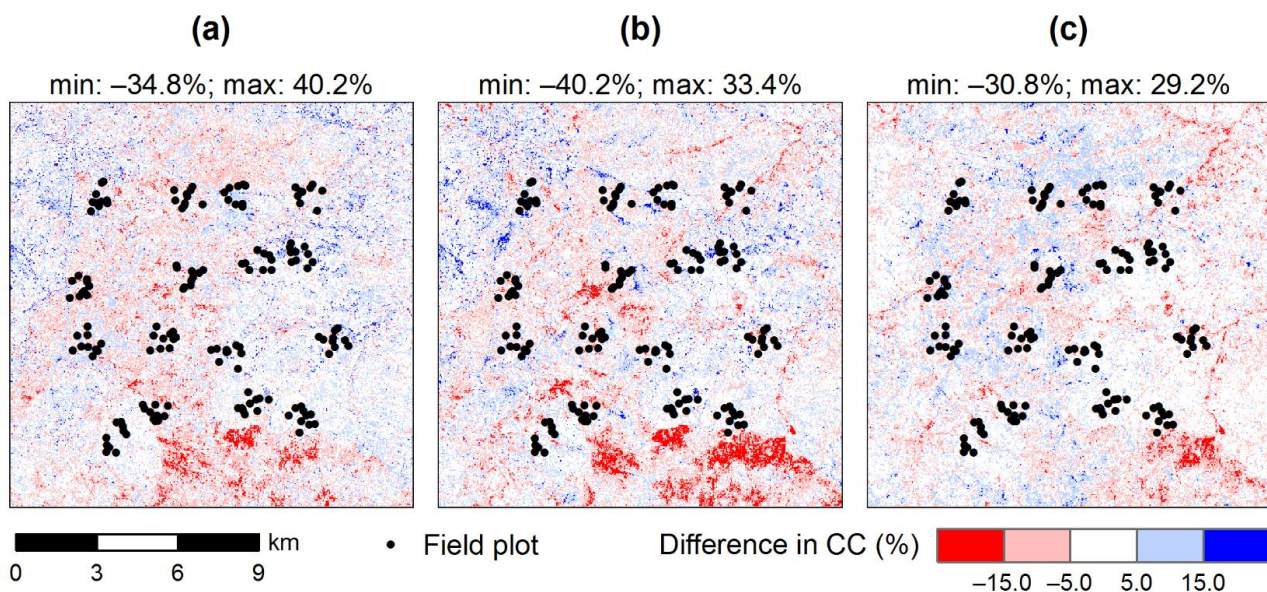 (a) (b) (c)
min: –34.8%; max: 40.2% min: –40.2%; max: 33.4% min: –30.8%; max: 29.2%
km • Field plot Difference in CC (%)
0 3 6 9 –15.0 –5.0 5.0 15.0